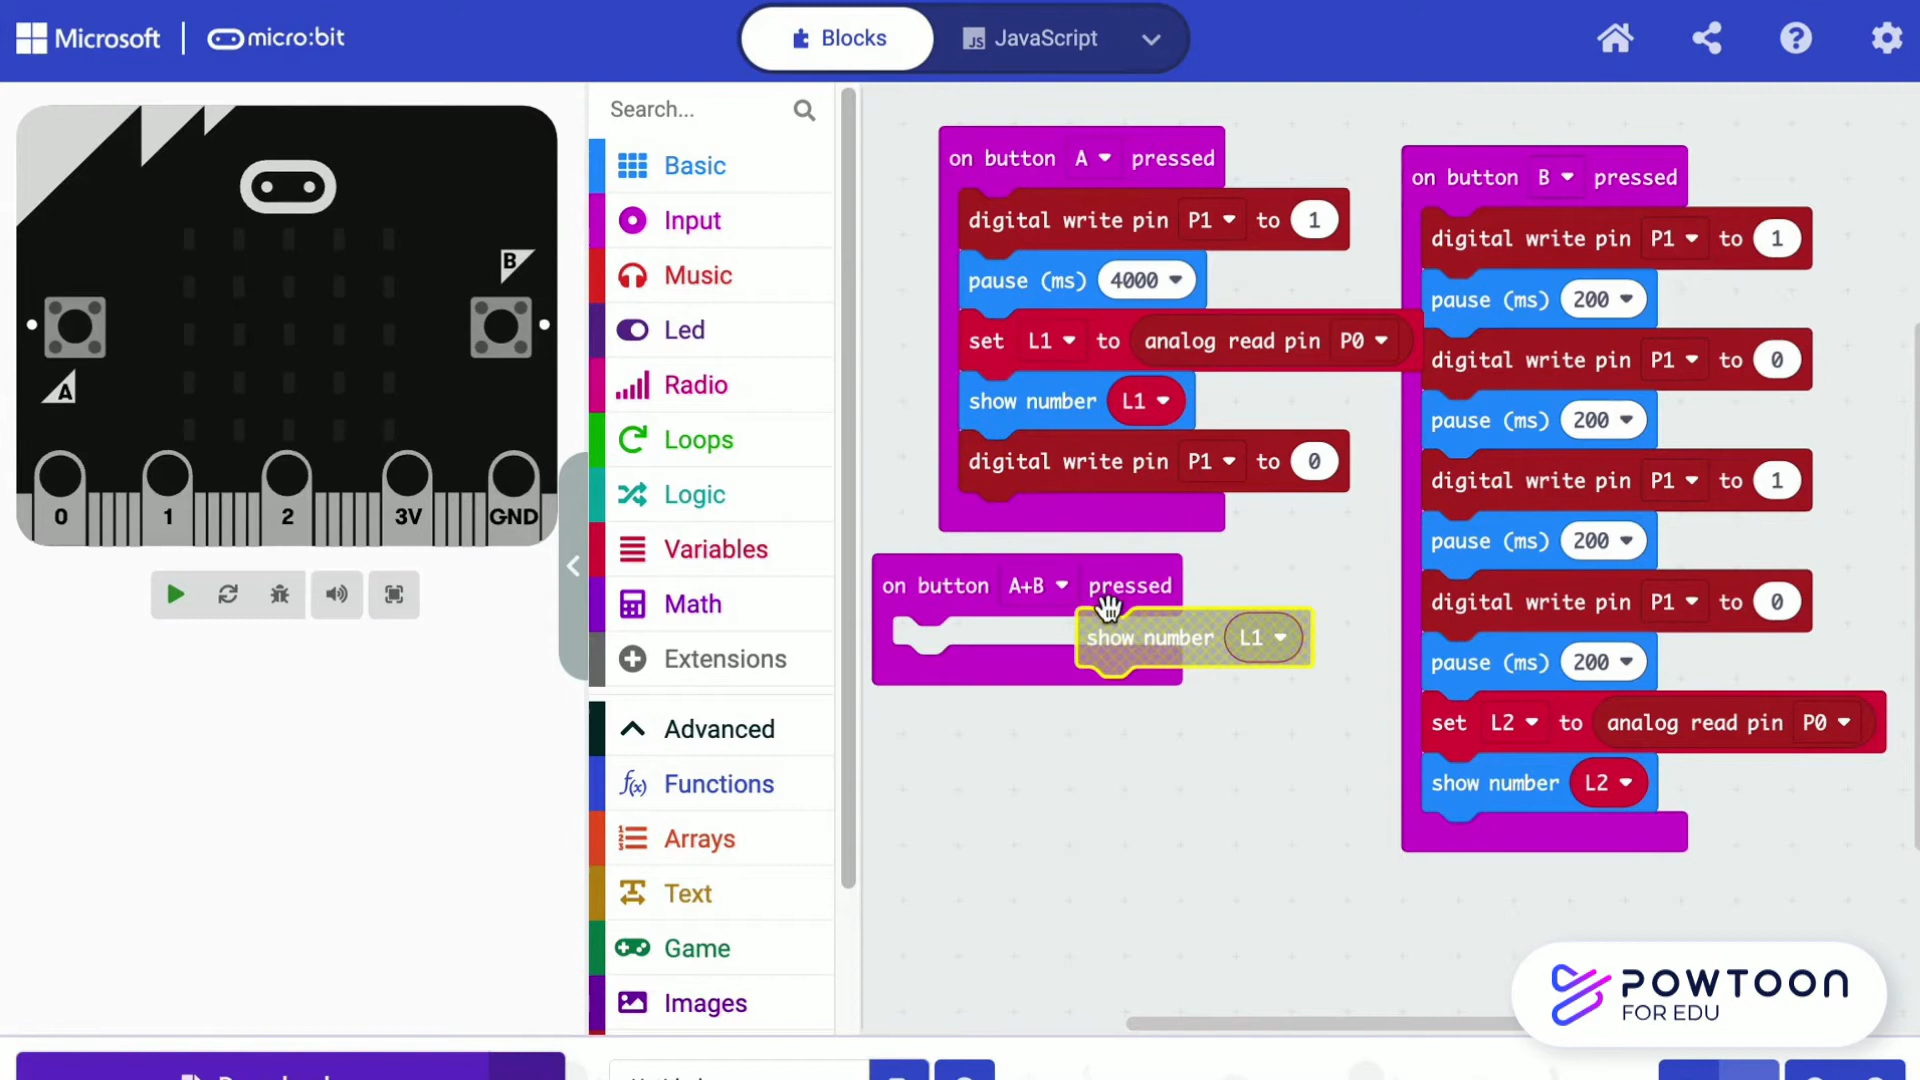 Microsoft
micro:bit
Blocks
JS JavaScript
Search...
Basic
Input
Music
Led
Radio
Loops
Logic
Variables
Math
Extensions
Advanced
f(x) Functions
Arrays
Text
Game
Images
A
B
0 1 2 3V GND
on button A pressed
digital write pin P1 to 1
pause (ms) 4000
set L1 to analog read pin P0
show number L1
digital write pin P1 to 0
on button A+B pressed
show number L1
on button B pressed
digital write pin P1 to 1
pause (ms) 200
digital write pin P1 to 0
pause (ms) 200
digital write pin P1 to 1
pause (ms) 200
digital write pin P1 to 0
pause (ms) 200
set L2 to analog read pin P0
show number L2
POWTOON
FOR EDU